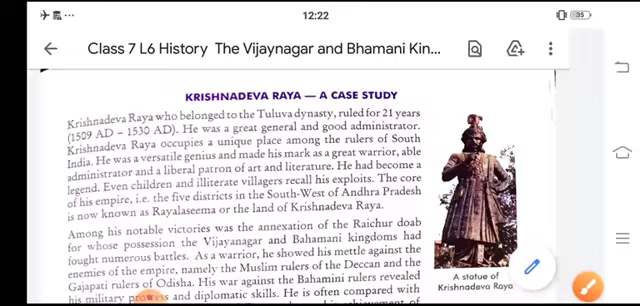 12:22
35
Class 7 L6 History The Vijaynagar and Bhamani Kin...
KRISHNADEVA RAYA — A CASE STUDY
Krishnadeva Raya who belonged to the Tuluva dynasty, ruled for 21 years
(1509 AD – 1530 AD). He was a great general and good administrator.
Krishnadeva Raya occupies a unique place among the rulers of South
India. He was a versatile genius and made his mark as a great warrior, able
administrator and a liberal patron of art and literature. He had become a
legend. Even children and illiterate villagers recall his exploits. The core
of his empire, i.e. the five districts in the South-West of Andhra Pradesh
is now known as Rayalaseema or the land of Krishnadeva Raya.
Among his notable victories was the annexation of the Raichur doab
for whose possession the Vijayanagar and Bahamani kingdoms had
fought numerous battles. As a warrior, he showed his mettle against the
enemies of the empire, namely the Muslim rulers of the Deccan and the
Gajapati rulers of Odisha. His war against the Bahamini rulers revealed
his military prowess and diplomatic skills. He is often compared with
achievement of
A statue of
Krishnadeva Raya